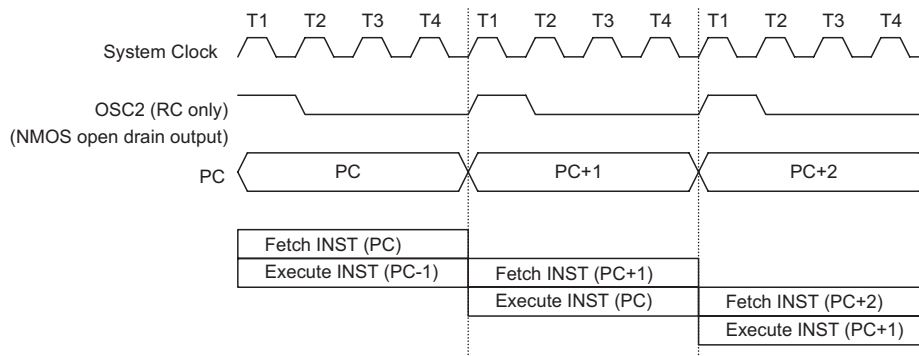 T1 T2 T3 T4 T1 T2 T3 T4 T1 T2 T3 T4
System Clock
OSC2 (RC only)
(NMOS open drain output)
PC PC PC+1 PC+2
Fetch INST (PC)
Execute INST (PC-1) Fetch INST (PC+1)
Execute INST (PC) Fetch INST (PC+2)
Execute INST (PC+1)